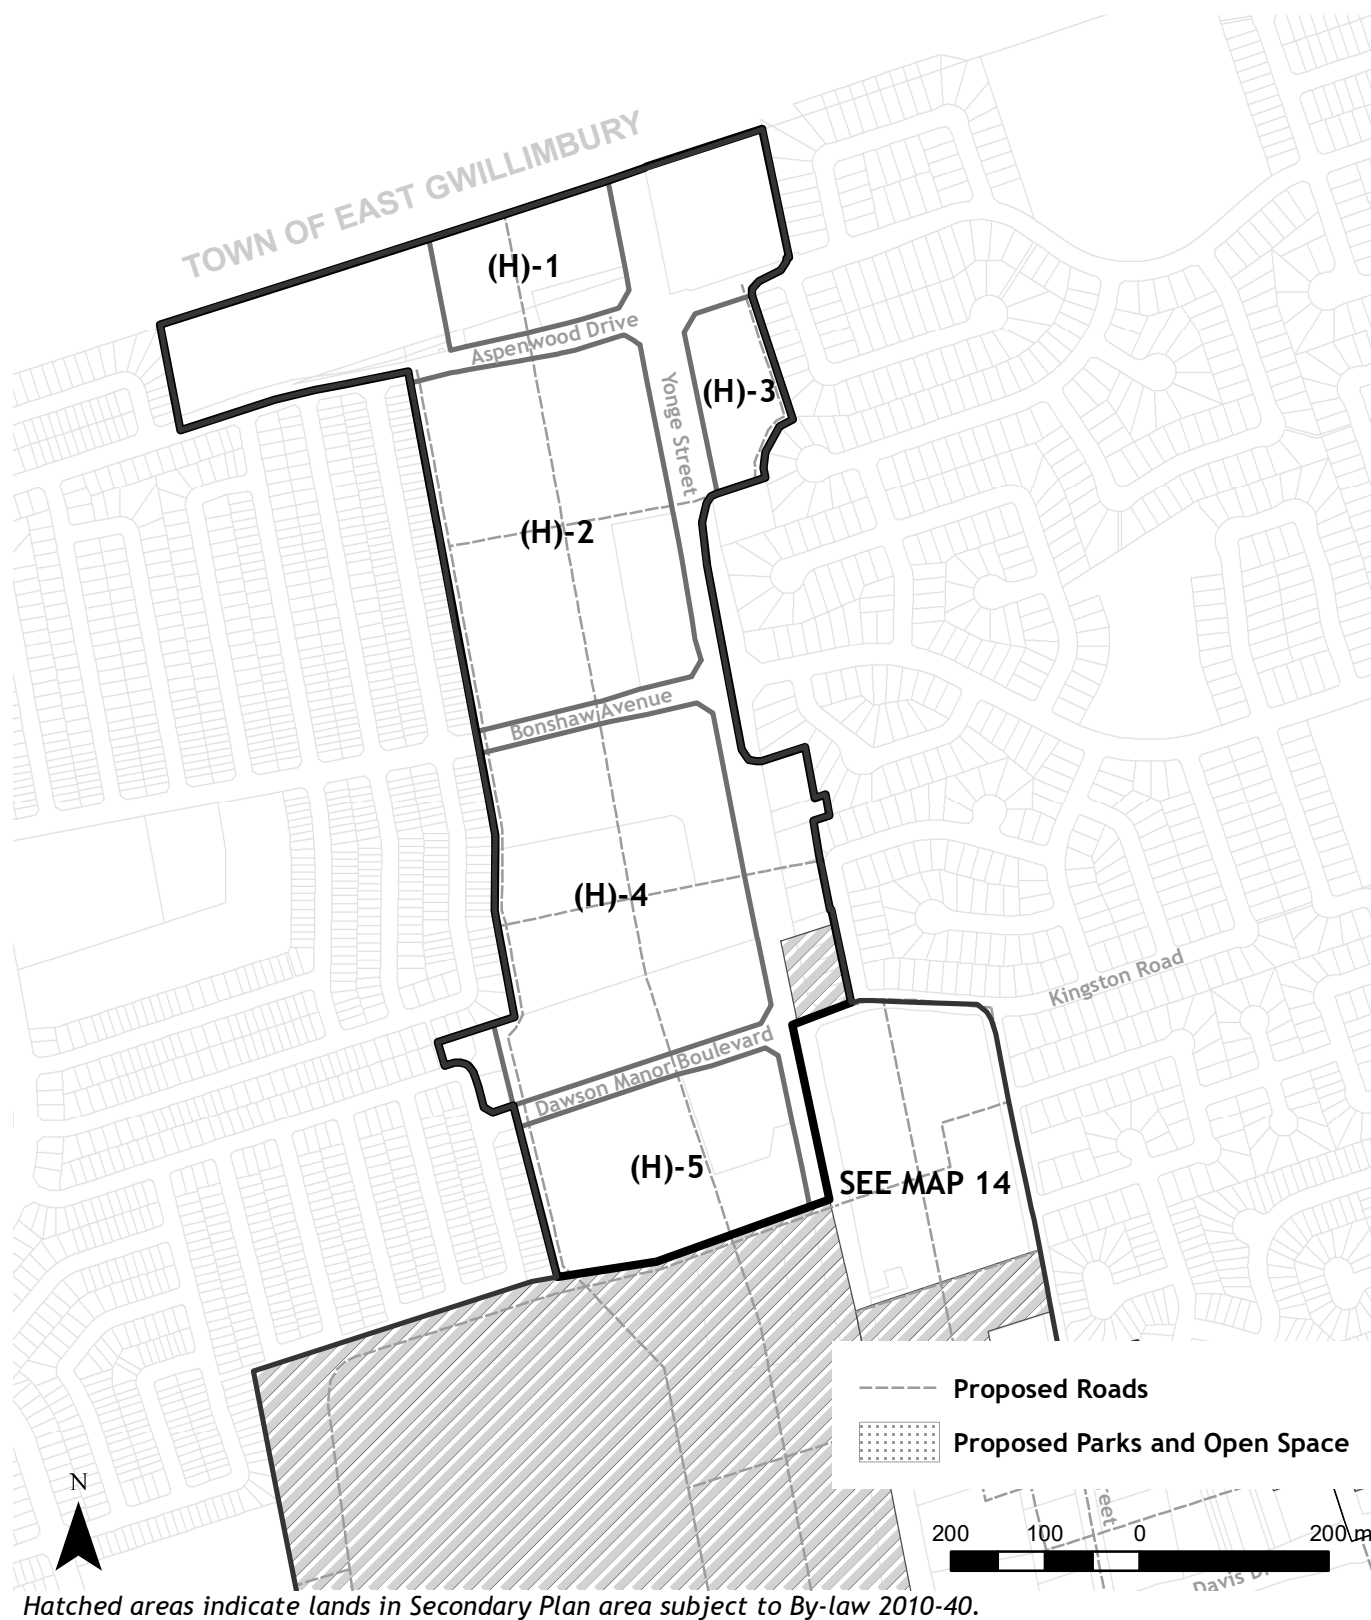 TOWN OF EAST GWILLIMBURY
(H)-1
Aspenwood Drive
Yonge Street
(H)-3
(H)-2
Bonshaw Avenue
(H)-4
Kingston Road
Dawson Manor Boulevard
(H)-5
SEE MAP 14
Proposed Roads
Proposed Parks and Open Space
N
200 100 0 200 m
Davis
Hatched areas indicate lands in Secondary Plan area subject to By-law 2010-40.